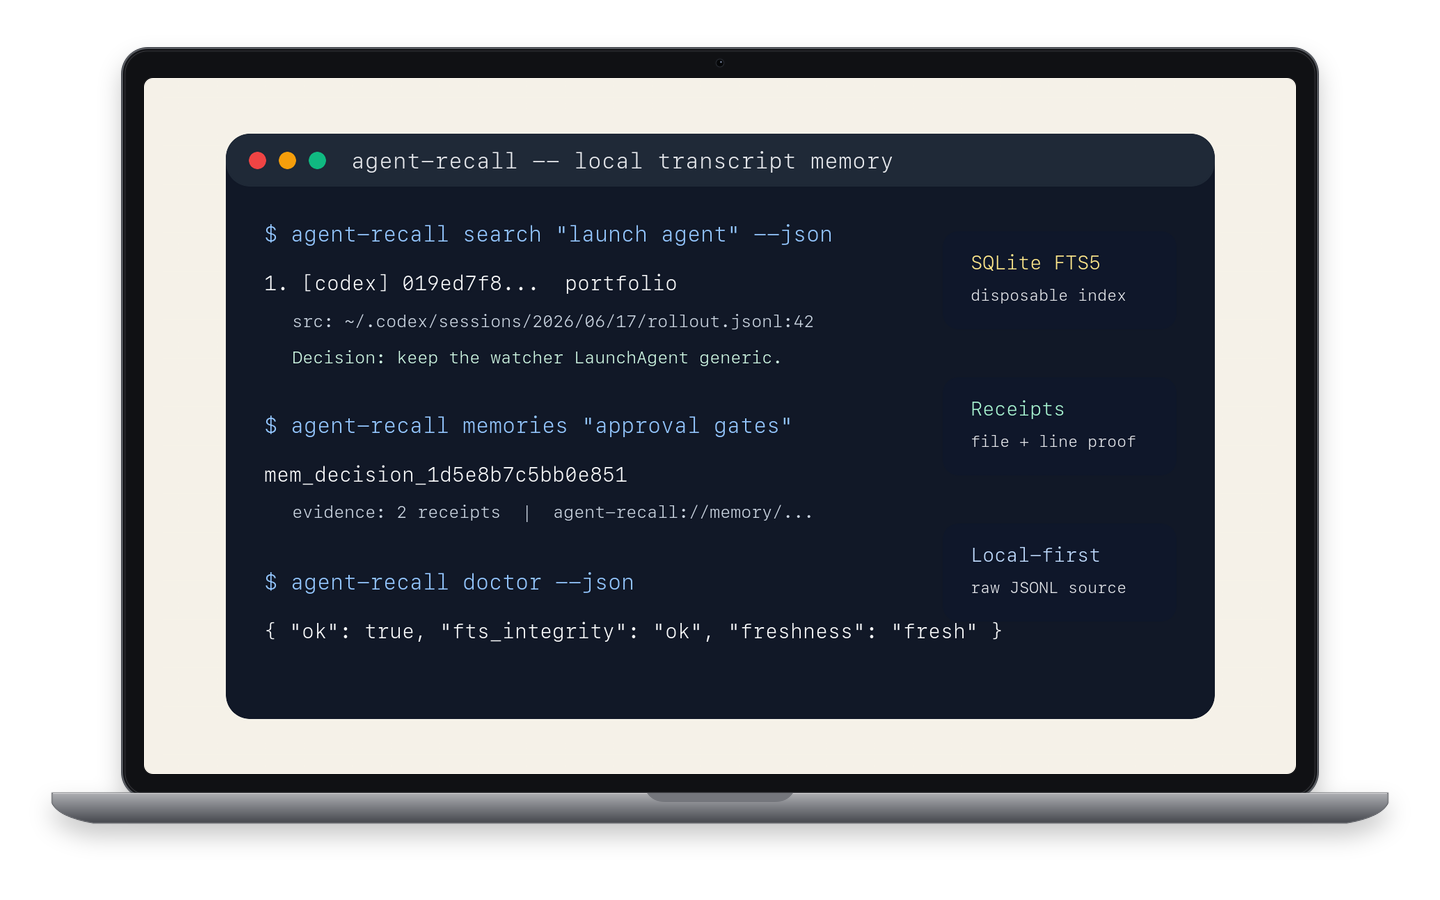 agent-recall -- local transcript memory
$ agent-recall search "launch agent" --json
1. [codex] 019ed7f8... portfolio
src: ~/.codex/sessions/2026/06/17/rollout.jsonl:42
Decision: keep the watcher LaunchAgent generic.
$ agent-recall memories "approval gates"
mem_decision_1d5e8b7c5bb0e851
evidence: 2 receipts | agent-recall://memory/...
$ agent-recall doctor --json
{ "ok": true, "fts_integrity": "ok", "freshness": "fresh" }
SQLite FTS5
disposable index
Receipts
file + line proof
Local-first
raw JSONL source